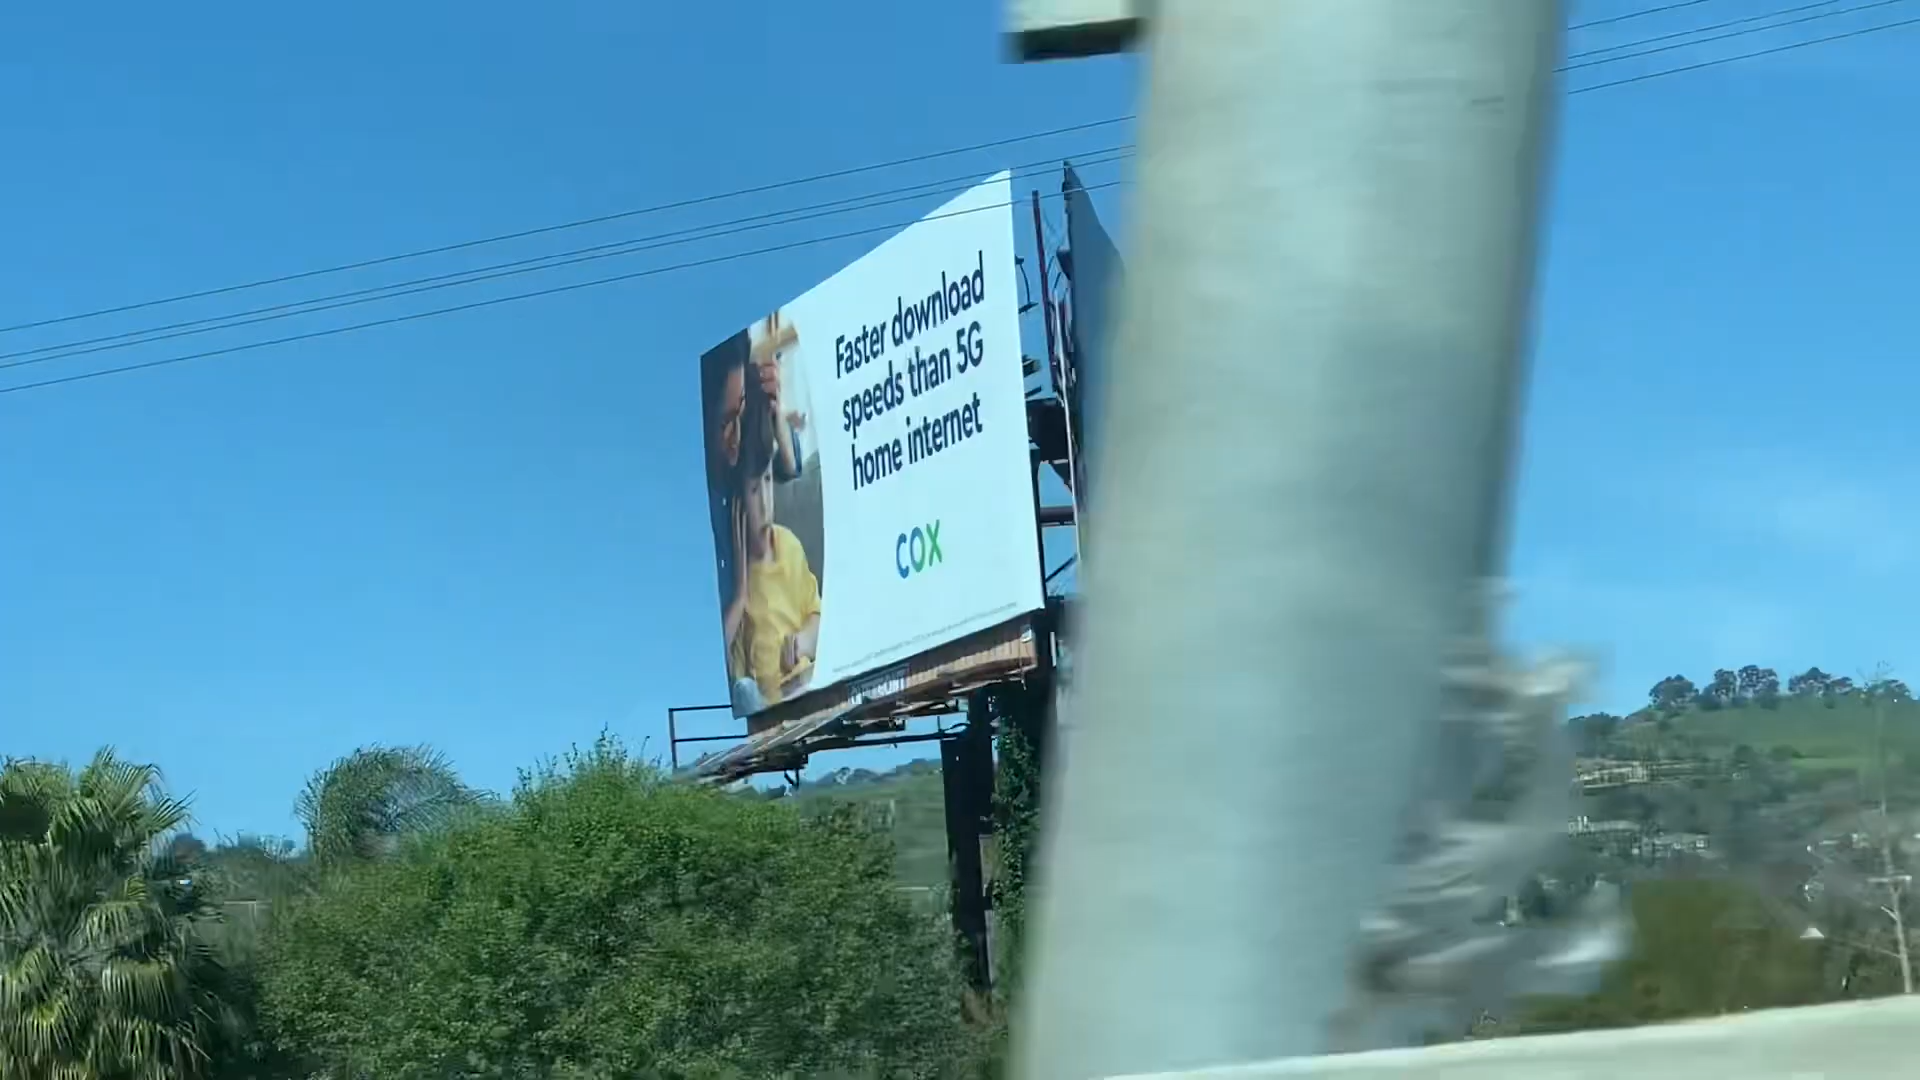 Faster download
speeds than 5G
home internet
COX